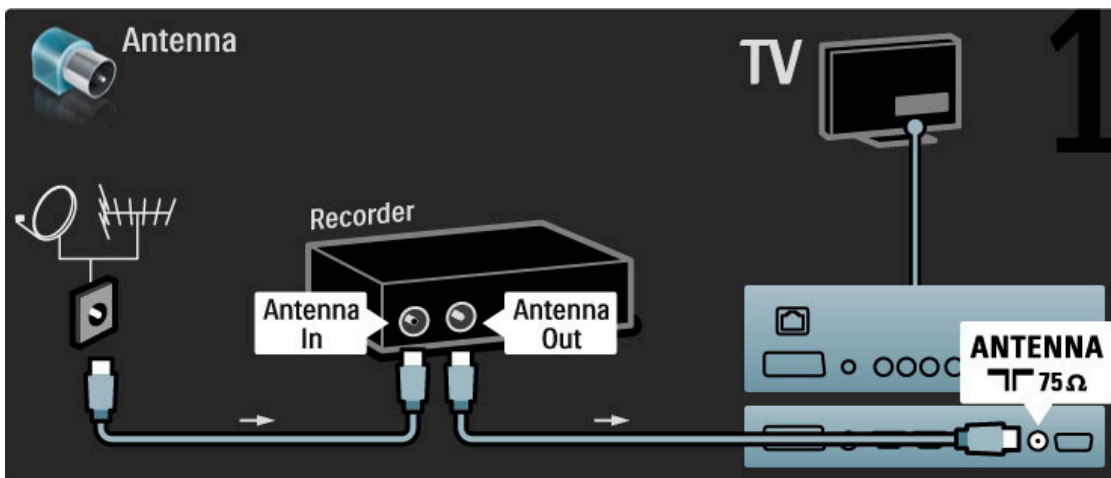 Antenna
TV
1
Recorder
Antenna
In
Antenna
Out
ANTENNA
75 Ω